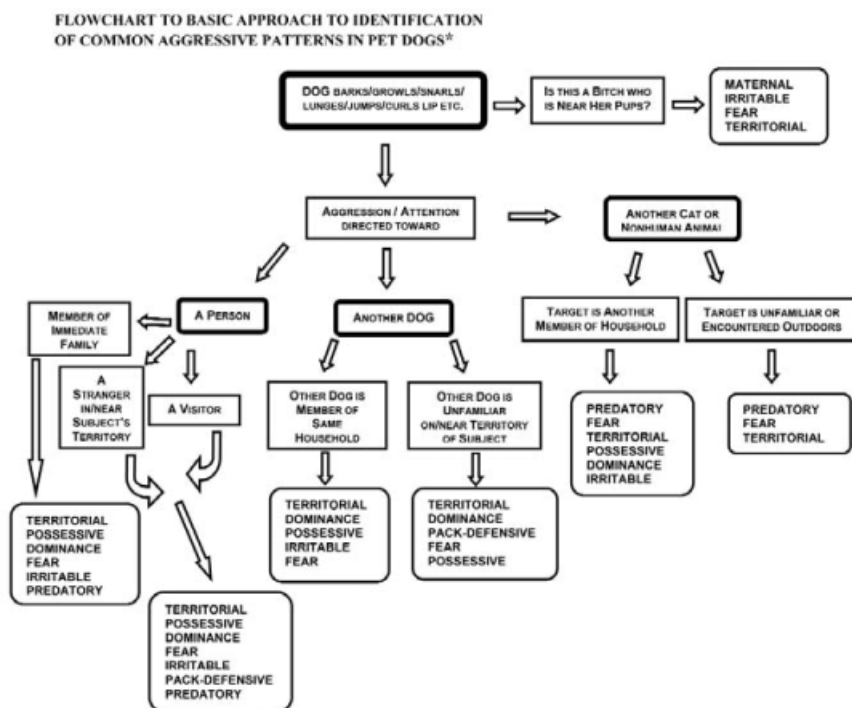 FLOWCHART TO BASIC APPROACH TO IDENTIFICATION
OF COMMON AGGRESSIVE PATTERNS IN PET DOGS*
DOG BARKS/GROWLS/SNARLS/
LUNGES/JUMPS/CURLS LIP ETC.
IS THIS A BITCH WHO
IS NEAR HER PUPS?
MATERNAL
IRRITABLE
FEAR
TERRITORIAL
AGGRESSION / ATTENTION
DIRECTED TOWARD
ANOTHER CAT OR
NONHUMAN ANIMAL
A PERSON
MEMBER OF
IMMEDIATE
FAMILY
A
STRANGER
IN/NEAR
SUBJECT'S
TERRITORY
A VISITOR
ANOTHER DOG
OTHER DOG IS
MEMBER OF
SAME
HOUSEHOLD
OTHER DOG IS
UNFAMILIAR
ON/NEAR TERRITORY
OF SUBJECT
TARGET IS ANOTHER
MEMBER OF HOUSEHOLD
TARGET IS UNFAMILIAR OR
ENCOUNTERED OUTDOORS
TERRITORIAL
POSSESSIVE
DOMINANCE
FEAR
IRRITABLE
PREDATORY
TERRITORIAL
POSSESSIVE
DOMINANCE
FEAR
IRRITABLE
PACK-DEFENSIVE
PREDATORY
TERRITORIAL
DOMINANCE
POSSESSIVE
IRRITABLE
FEAR
TERRITORIAL
DOMINANCE
PACK-DEFENSIVE
FEAR
POSSESSIVE
PREDATORY
FEAR
TERRITORIAL
POSSESSIVE
DOMINANCE
IRRITABLE
PREDATORY
FEAR
TERRITORIAL